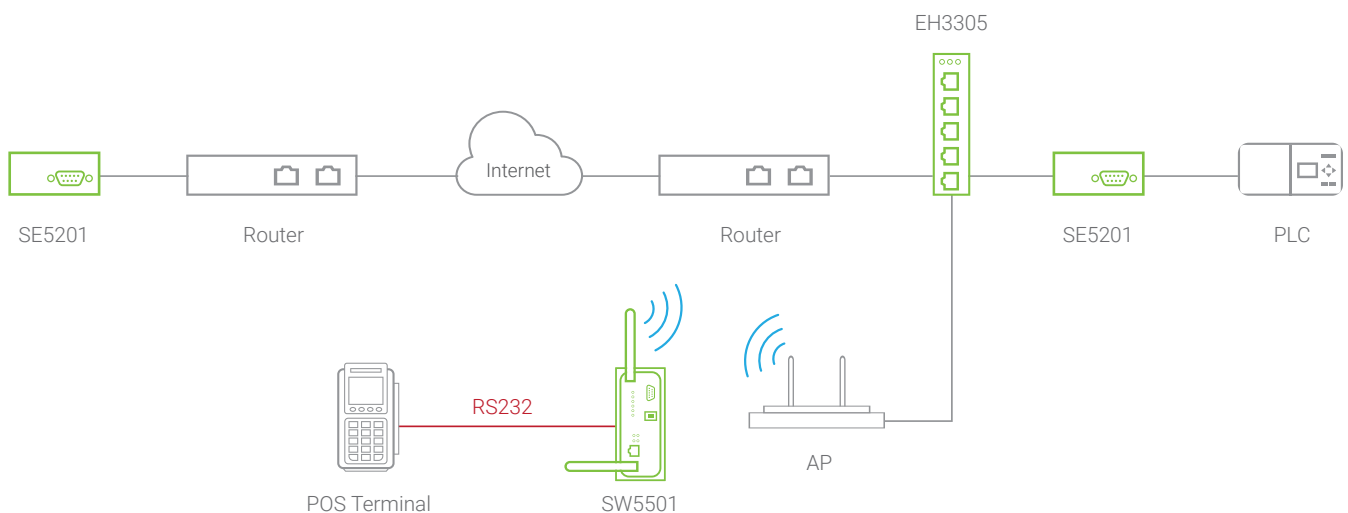 EH3305
Internet
SE5201
Router
Router
SE5201
PLC
RS232
AP
POS Terminal
SW5501